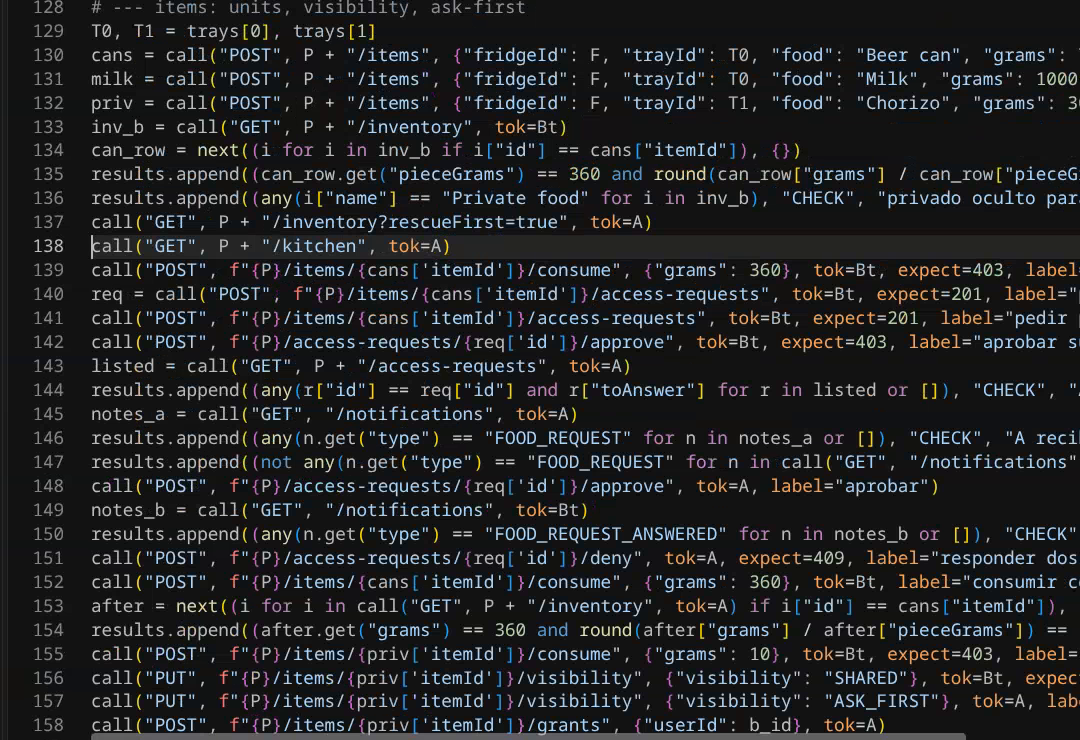 128 # --- items: units, visibility, ask-first
129 T0, T1 = trays[0], trays[1]
130 cans = call("POST", P + "/items", {"fridgeId": F, "trayId": T0, "food": "Beer can", "grams":
131 milk = call("POST", P + "/items", {"fridgeId": F, "trayId": T0, "food": "Milk", "grams": 1000
132 priv = call("POST", P + "/items", {"fridgeId": F, "trayId": T1, "food": "Chorizo", "grams": 3
133 inv_b = call("GET", P + "/inventory", tok=Bt)
134 can_row = next((i for i in inv_b if i["id"] == cans["itemId"]), {})
135 results.append((can_row.get("pieceGrams") == 360 and round(can_row["grams"] / can_row["pieceG
136 results.append((any(i["name"] == "Private food" for i in inv_b), "CHECK", "privado oculto par
137 call("GET", P + "/inventory?rescueFirst=true", tok=A)
138 call("GET", P + "/kitchen", tok=A)
139 call("POST", f"{P}/items/{cans['itemId']}/consume", {"grams": 360}, tok=Bt, expect=403, label
140 req = call("POST", f"{P}/items/{cans['itemId']}/access-requests", tok=Bt, expect=201, label="
141 call("POST", f"{P}/items/{cans['itemId']}/access-requests", tok=Bt, expect=201, label="pedir
142 call("POST", f"{P}/access-requests/{req['id']}/approve", tok=Bt, expect=403, label="aprobar s
143 listed = call("GET", P + "/access-requests", tok=A)
144 results.append((any(r["id"] == req["id"] and r["toAnswer"] for r in listed or []), "CHECK", "
145 notes_a = call("GET", "/notifications", tok=A)
146 results.append((any(n.get("type") == "FOOD_REQUEST" for n in notes_a or []), "CHECK", "A reci
147 results.append((not any(n.get("type") == "FOOD_REQUEST" for n in call("GET", "/notifications"
148 call("POST", f"{P}/access-requests/{req['id']}/approve", tok=A, label="aprobar")
149 notes_b = call("GET", "/notifications", tok=Bt)
150 results.append((any(n.get("type") == "FOOD_REQUEST_ANSWERED" for n in notes_b or []), "CHECK"
151 call("POST", f"{P}/access-requests/{req['id']}/deny", tok=A, expect=409, label="responder dos
152 call("POST", f"{P}/items/{cans['itemId']}/consume", {"grams": 360}, tok=Bt, label="consumir c
153 after = next((i for i in call("GET", P + "/inventory", tok=A) if i["id"] == cans["itemId"]),
154 results.append((after.get("grams") == 360 and round(after["grams"] / after["pieceGrams"]) ==
155 call("POST", f"{P}/items/{priv['itemId']}/consume", {"grams": 10}, tok=Bt, expect=403, label=
156 call("PUT", f"{P}/items/{priv['itemId']}/visibility", {"visibility": "SHARED"}, tok=Bt, expec
157 call("PUT", f"{P}/items/{priv['itemId']}/visibility", {"visibility": "ASK_FIRST"}, tok=A, lab
158 call("POST", f"{P}/items/{priv['itemId']}/grants", {"userId": b_id}, tok=A)